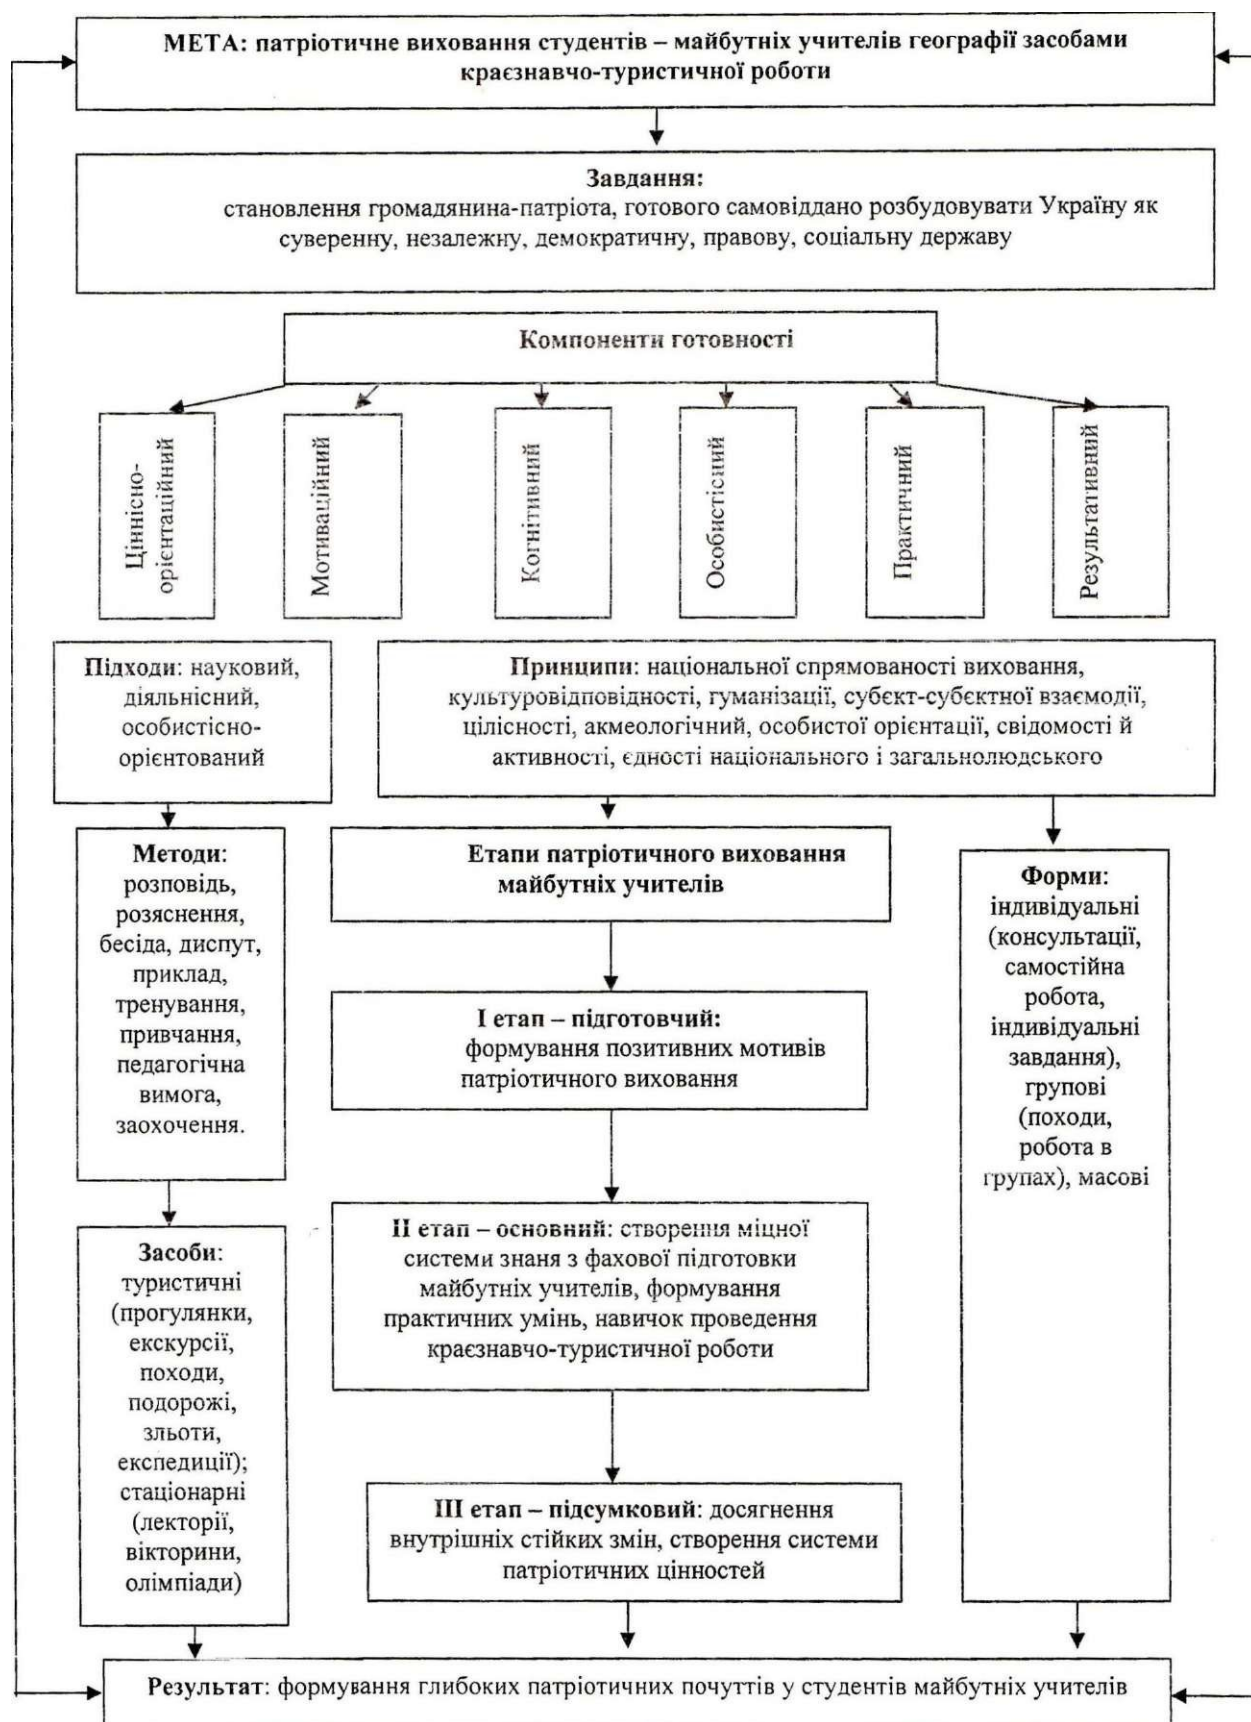 МЕТА: патріотичне виховання студентів – майбутніх учителів географії засобами
краєзнавчо-туристичної роботи
Завдання:
становлення громадянина-патріота, готового самовіддано розбудовувати Україну як
суверенну, незалежну, демократичну, правову, соціальну державу
Компоненти готовності
Ціннісно-
орієнтаційний
Мотиваційний
Когнітивний
Особистісний
Практичний
Результативний
Підходи: науковий,
діяльнісний,
особистісно-
орієнтований
Принципи: національної спрямованості виховання,
культуровідповідності, гуманізації, субєкт-субєктної взаємодії,
цілісності, акмеологічний, особистої орієнтації, свідомості й
активності, єдності національного і загальнолюдського
Методи:
розповідь,
розяснення,
бесіда, диспут,
приклад,
тренування,
привчання,
педагогічна
вимога,
заохочення.
Засоби:
туристичні
(прогулянки,
екскурсії,
походи,
подорожі,
зльоти,
експедиції);
стаціонарні
(лекторії,
вікторини,
олімпіади)
Етапи патріотичного виховання
майбутніх учителів
І етап – підготовчий:
формування позитивних мотивів
патріотичного виховання
ІІ етап – основний: створення міцної
системи знаня з фахової підготовки
майбутніх учителів, формування
практичних умінь, навичок проведення
краєзнавчо-туристичної роботи
ІІІ етап – підсумковий: досягнення
внутрішніх стійких змін, створення системи
патріотичних цінностей
Форми:
індивідуальні
(консультації,
самостійна
робота,
індивідуальні
завдання),
групові
(походи,
робота в
групах), масові
Результат: формування глибоких патріотичних почуттів у студентів майбутніх учителів